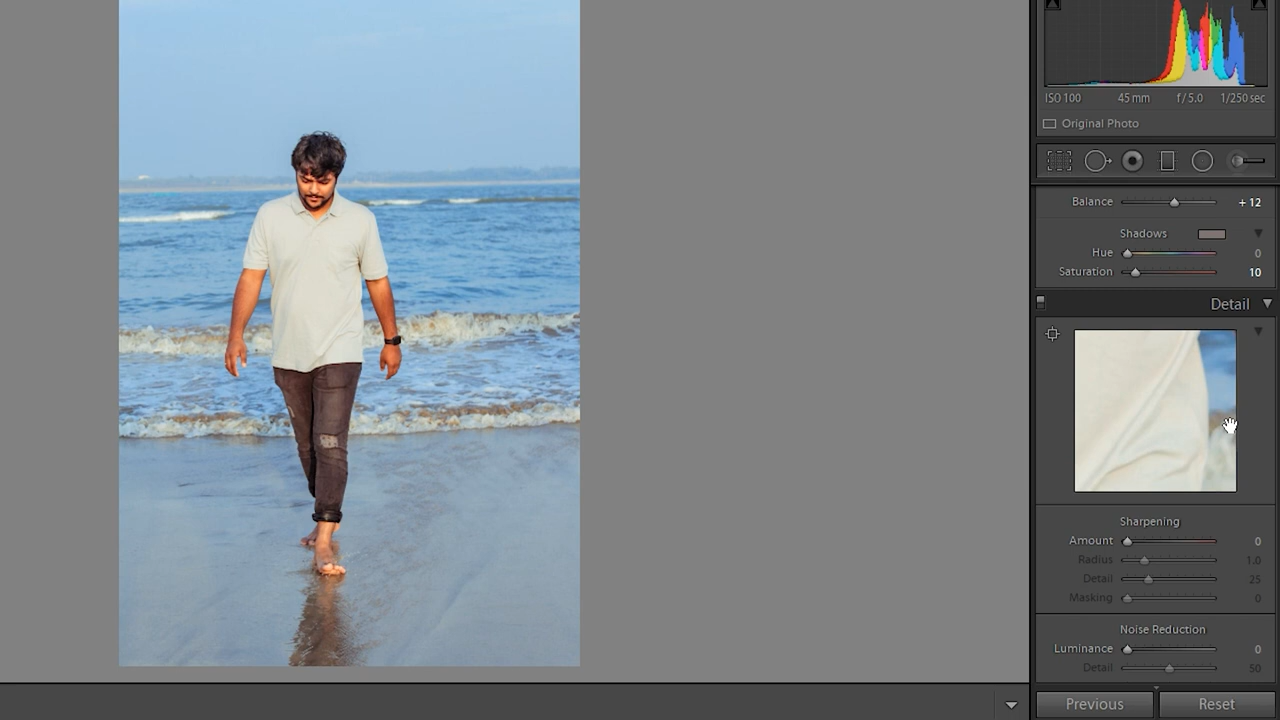 ISO 100 45 mm f / 5.0 1/250 sec
Original Photo
Balance + 12
Shadows
Hue 0
Saturation 10
Detail
Sharpening
Amount 0
Radius 1.0
Detail 25
Masking 0
Noise Reduction
Luminance 0
Detail 50
Previous Reset